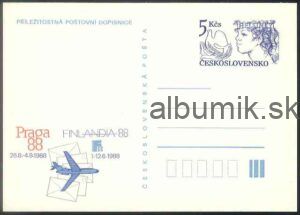 PŘÍLEŽITOSTNÉ POŠTOVNÍ DOPISNICE
5 Kčs
ČESKOSLOVENSKO
ČESKOSLOVENSKÁ POŠTA
albumik.sk
Praga
88
FINLANDIA 88
26.8.-4.9.1988
1.-12.6.1988